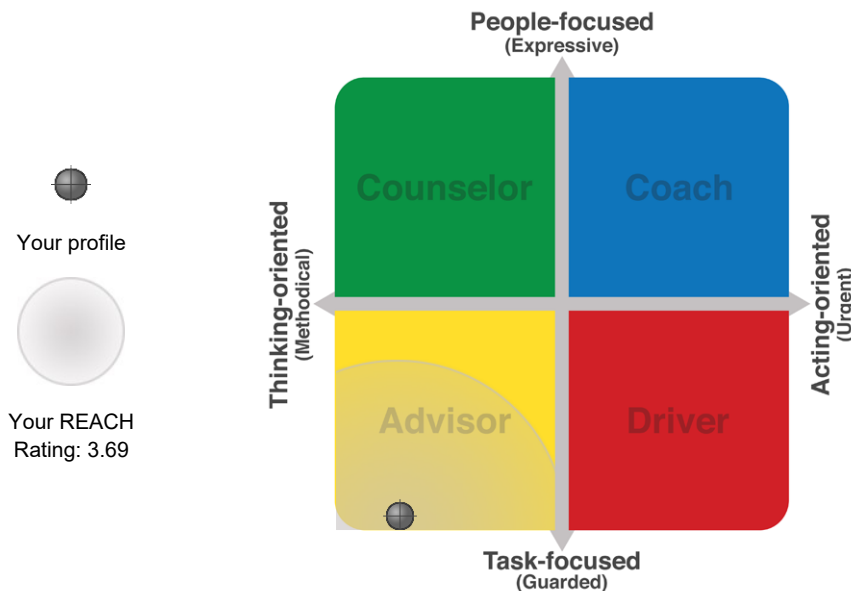 People-focused
(Expressive)
Counselor
Coach
Your profile
Thinking-oriented
(Methodical)
Acting-oriented
(Urgent)
Your REACH
Rating: 3.69
Advisor
Driver
Task-focused
(Guarded)